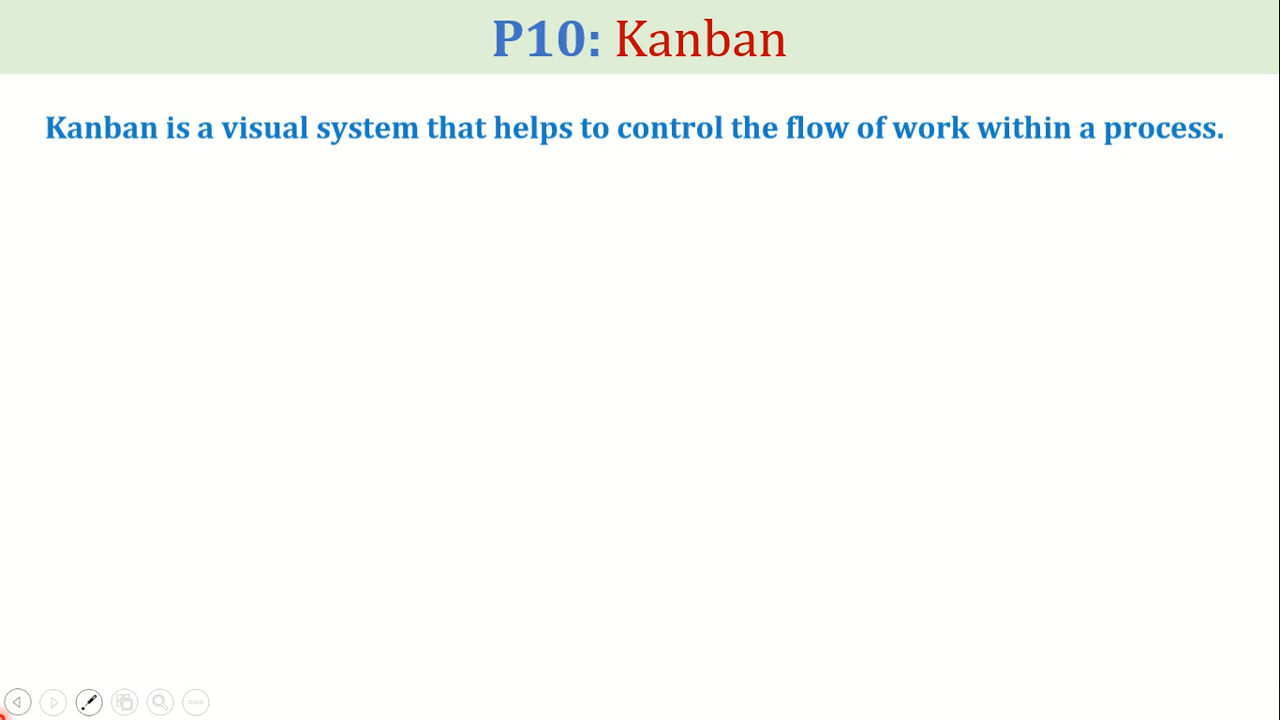 P10: Kanban
Kanban is a visual system that helps to control the flow of work within a process.